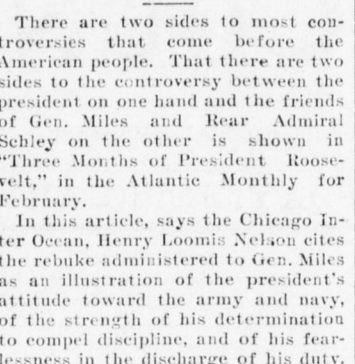 There are two sides to most con-
troversies that come before the
American people. That there are two
sides to the controversy between the
president on one hand and the friends
of Gen. Miles and Rear Admiral
Schley on the other is shown in
"Three Months of President Roose-
velt," in the Atlantic Monthly for
February.
In this article, says the Chicago In-
ter Ocean, Henry Loomis Nelson cites
the rebuke administered to Gen. Miles
as an illustration of the president's
attitude toward the army and navy,
of the strength of his determination
to compel discipline, and of his fear-
lessness in the discharge of his duty.